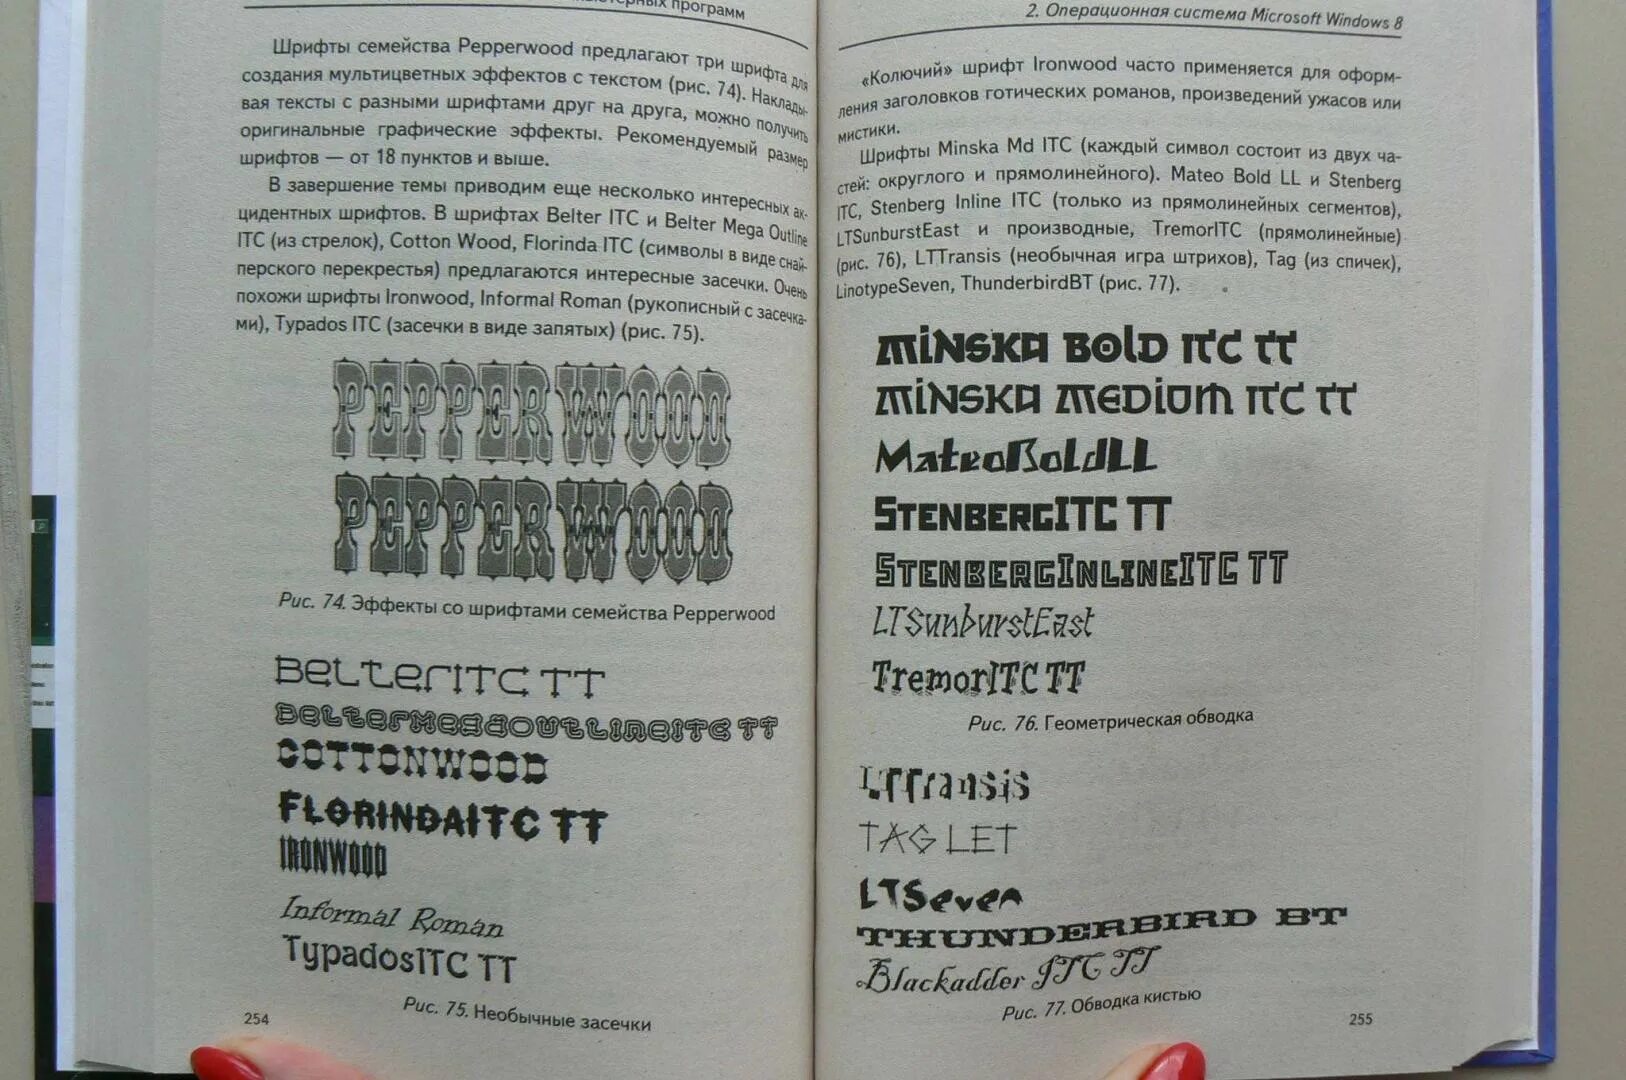 программ
Шрифты семейства Pepperwood предлагают три шрифта для
создания мультицветных эффектов с текстом (рис. 74). Наклады-
вая тексты с разными шрифтами друг на друга, можно получить
оригинальные графические эффекты. Рекомендуемый размер
шрифтов — от 18 пунктов и выше.
В завершение темы приводим еще несколько интересных ак-
цидентных шрифтов. В шрифтах Belter ITC и Belter Mega Outline
ITC (из стрелок), Cotton Wood, Florinda ITC (символы в виде снай-
перского перекрестья) предлагаются интересные засечки. Очень
похожи шрифты Ironwood, Informal Roman (рукописный с засечка-
ми), Typados ITC (засечки в виде запятых) (рис. 75).
PEPPERWOOD
PEPPERWOOD
Рис. 74. Эффекты со шрифтами семейства Pepperwood
BelterITC TT
BelterMegaOutlineITC TT
COTTONWOOD
FLORINDAITC TT
IRONWOOD
Informal Roman
TypadosITC TT
Рис. 75. Необычные засечки
254
2. Операционная система Microsoft Windows 8
«Колючий» шрифт Ironwood часто применяется для оформ-
ления заголовков готических романов, произведений ужасов или
мистики.
Шрифты Minska Md ITC (каждый символ состоит из двух ча-
стей: округлого и прямолинейного). Mateo Bold LL и Stenberg
ITC, Stenberg Inline ITC (только из прямолинейных сегментов),
LTSunburstEast и производные, TremorITC (прямолинейные)
(рис. 76), LTTransis (необычная игра штрихов), Tag (из спичек),
LinotypeSeven, ThunderbirdBT (рис. 77).
Minska Bold ITC TT
Minska Medium ITC TT
MateoBoldLL
StenbergITC TT
StenbergInlineITC TT
LTSunburstEast
TremorITC TT
Рис. 76. Геометрическая обводка
LTTransis
TAG LET
LTSeven
THUNDERBIRD BT
Blackadder ITC TT
Рис. 77. Обводка кистью
255